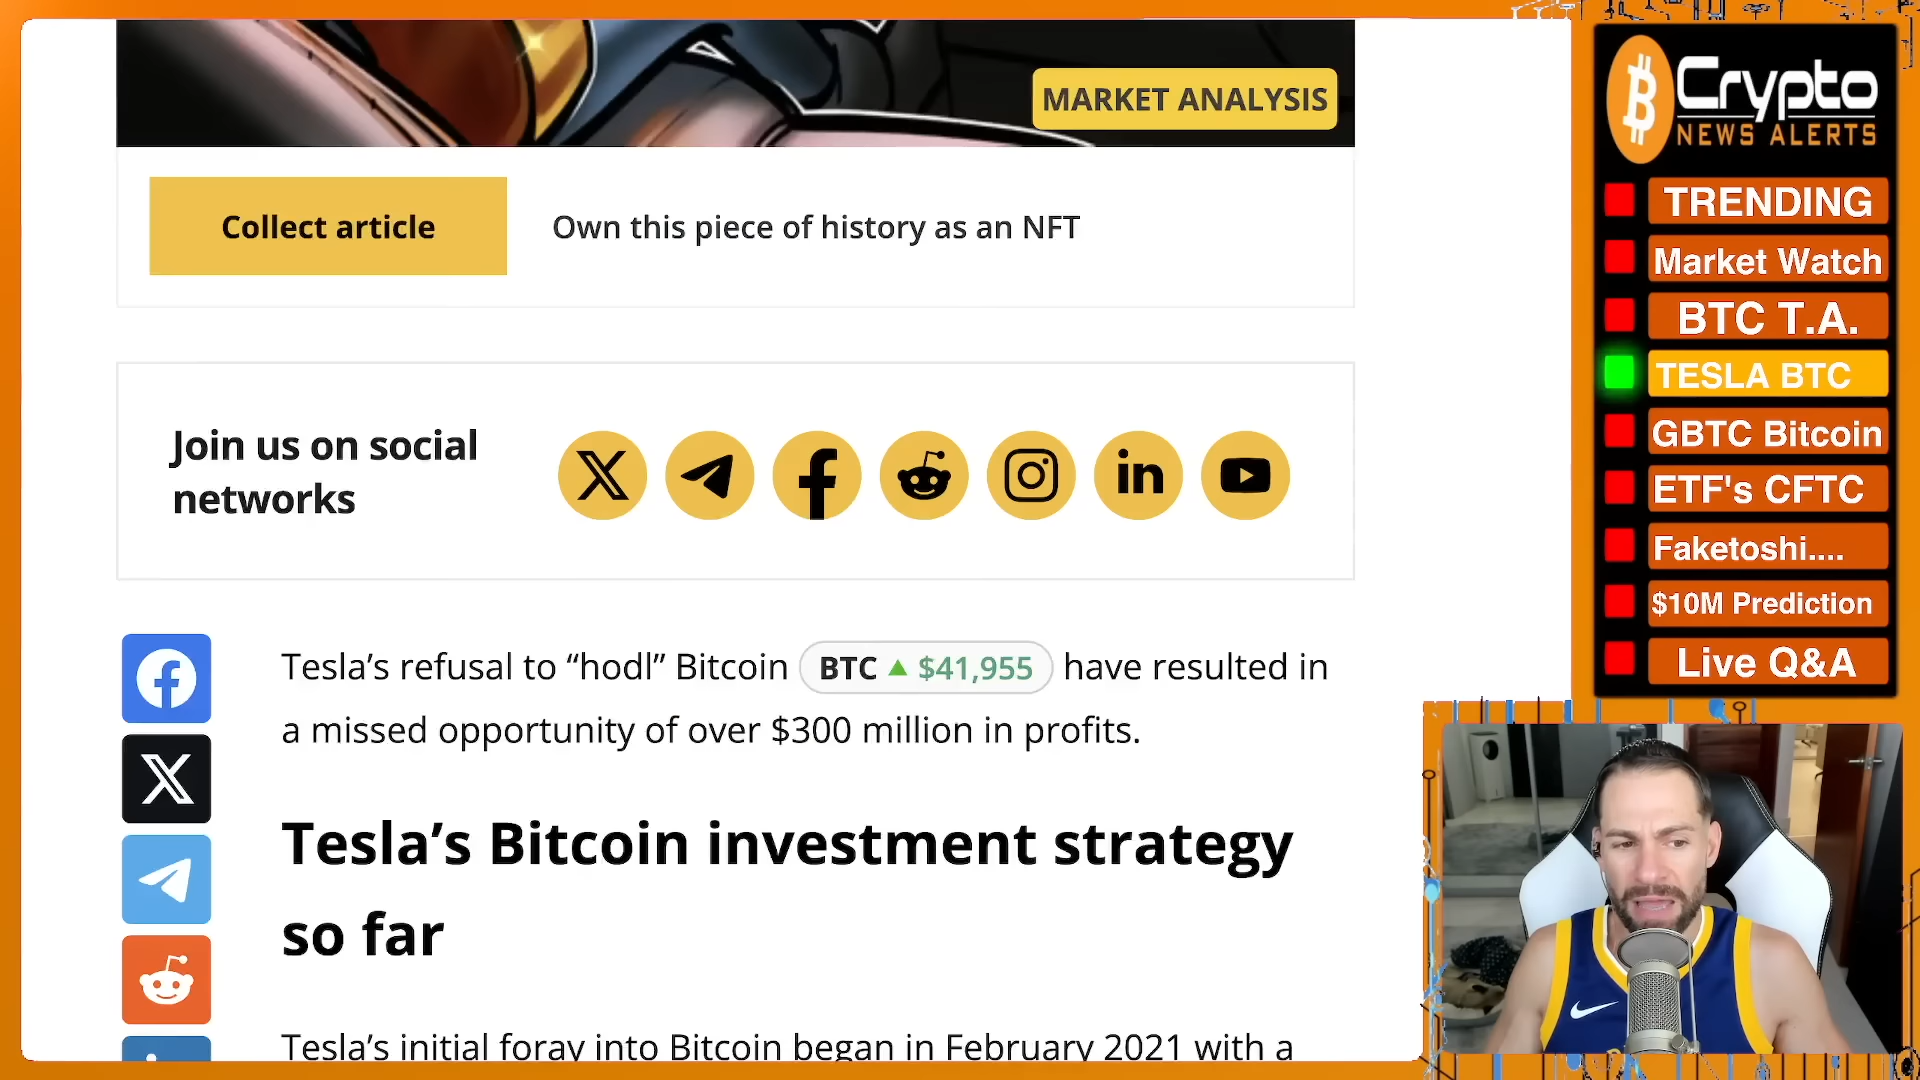 MARKET ANALYSIS
Collect article
Own this piece of history as an NFT
Join us on social
networks
Tesla’s refusal to “hodl” Bitcoin BTC ▲ $41,955 have resulted in
a missed opportunity of over $300 million in profits.
Tesla’s Bitcoin investment strategy
so far
Tesla’s initial foray into Bitcoin began in February 2021 with a
Crypto
NEWS ALERTS
TRENDING
Market Watch
BTC T.A.
TESLA BTC
GBTC Bitcoin
ETF's CFTC
Faketoshi....
$10M Prediction
Live Q&A